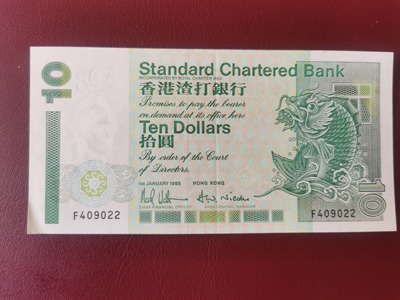 10
Standard Chartered Bank
INCORPORATED BY ROYAL CHARTER 1853
香港渣打銀行
Promises to pay the bearer
on demand at its office here
Ten Dollars
拾圓
By order of the Court
of Directors.
1st JANUARY 1993 HONG KONG
CHIEF FINANCIAL OFFICER AREA GENERAL MANAGER
F409022
F409022
10